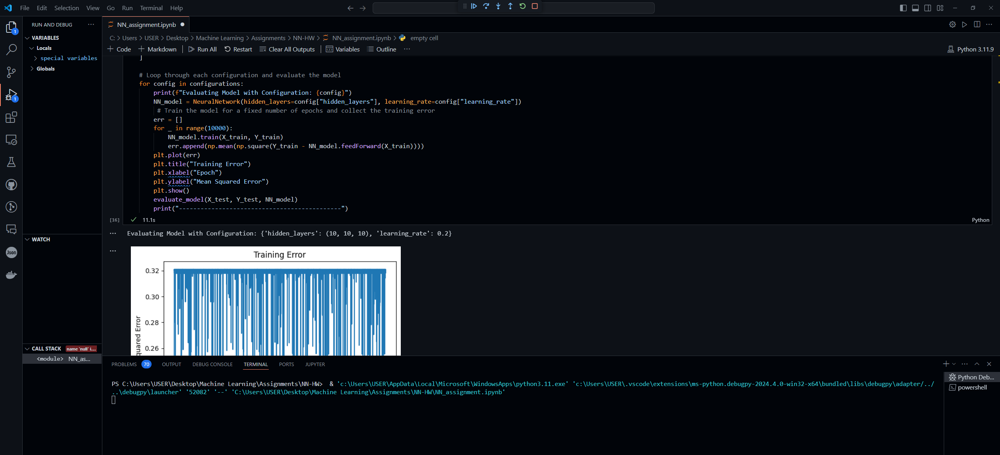 File Edit Selection View Go Run Terminal Help
RUN AND DEBUG
VARIABLES
Locals
special variables
Globals
WATCH
CALL STACK name 'null' i...
<module> NN_as...
1
1
Json
NN_assignment.ipynb
C: > Users > USER > Desktop > Machine Learning > Assignments > NN-HW > NN_assignment.ipynb > empty cell
+ Code + Markdown | Run All Restart Clear All Outputs | Variables Outline ...
Python 3.11.9
]
# Loop through each configuration and evaluate the model
for config in configurations:
print(f"Evaluating Model with Configuration: {config}")
NN_model = NeuralNetwork(hidden_layers=config["hidden_layers"], learning_rate=config["learning_rate"])
# Train the model for a fixed number of epochs and collect the training error
err = []
for _ in range(10000):
NN_model.train(X_train, Y_train)
err.append(np.mean(np.square(Y_train - NN_model.feedForward(X_train))))
plt.plot(err)
plt.title("Training Error")
plt.xlabel("Epoch")
plt.ylabel("Mean Squared Error")
plt.show()
evaluate_model(X_test, Y_test, NN_model)
print("---------------------------------------------")
[16] 11.1s
Python
... Evaluating Model with Configuration: {'hidden_layers': (10, 10, 10), 'learning_rate': 0.2}
...
Training Error
0.32
0.30
0.28
0.26
quared Error
PROBLEMS 70 OUTPUT DEBUG CONSOLE TERMINAL PORTS JUPYTER
PS C:\Users\USER\Desktop\Machine Learning\Assignments\NN-HW> & 'c:\Users\USER\AppData\Local\Microsoft\WindowsApps\python3.11.exe' 'c:\Users\USER\.vscode\extensions\ms-python.debugpy-2024.4.0-win32-x64\bundled\libs\debugpy\adapter/../
..\debugpy\launcher' '52082' '--' 'C:\Users\USER\Desktop\Machine Learning\Assignments\NN-HW\NN_assignment.ipynb'
Python Deb...
powershell